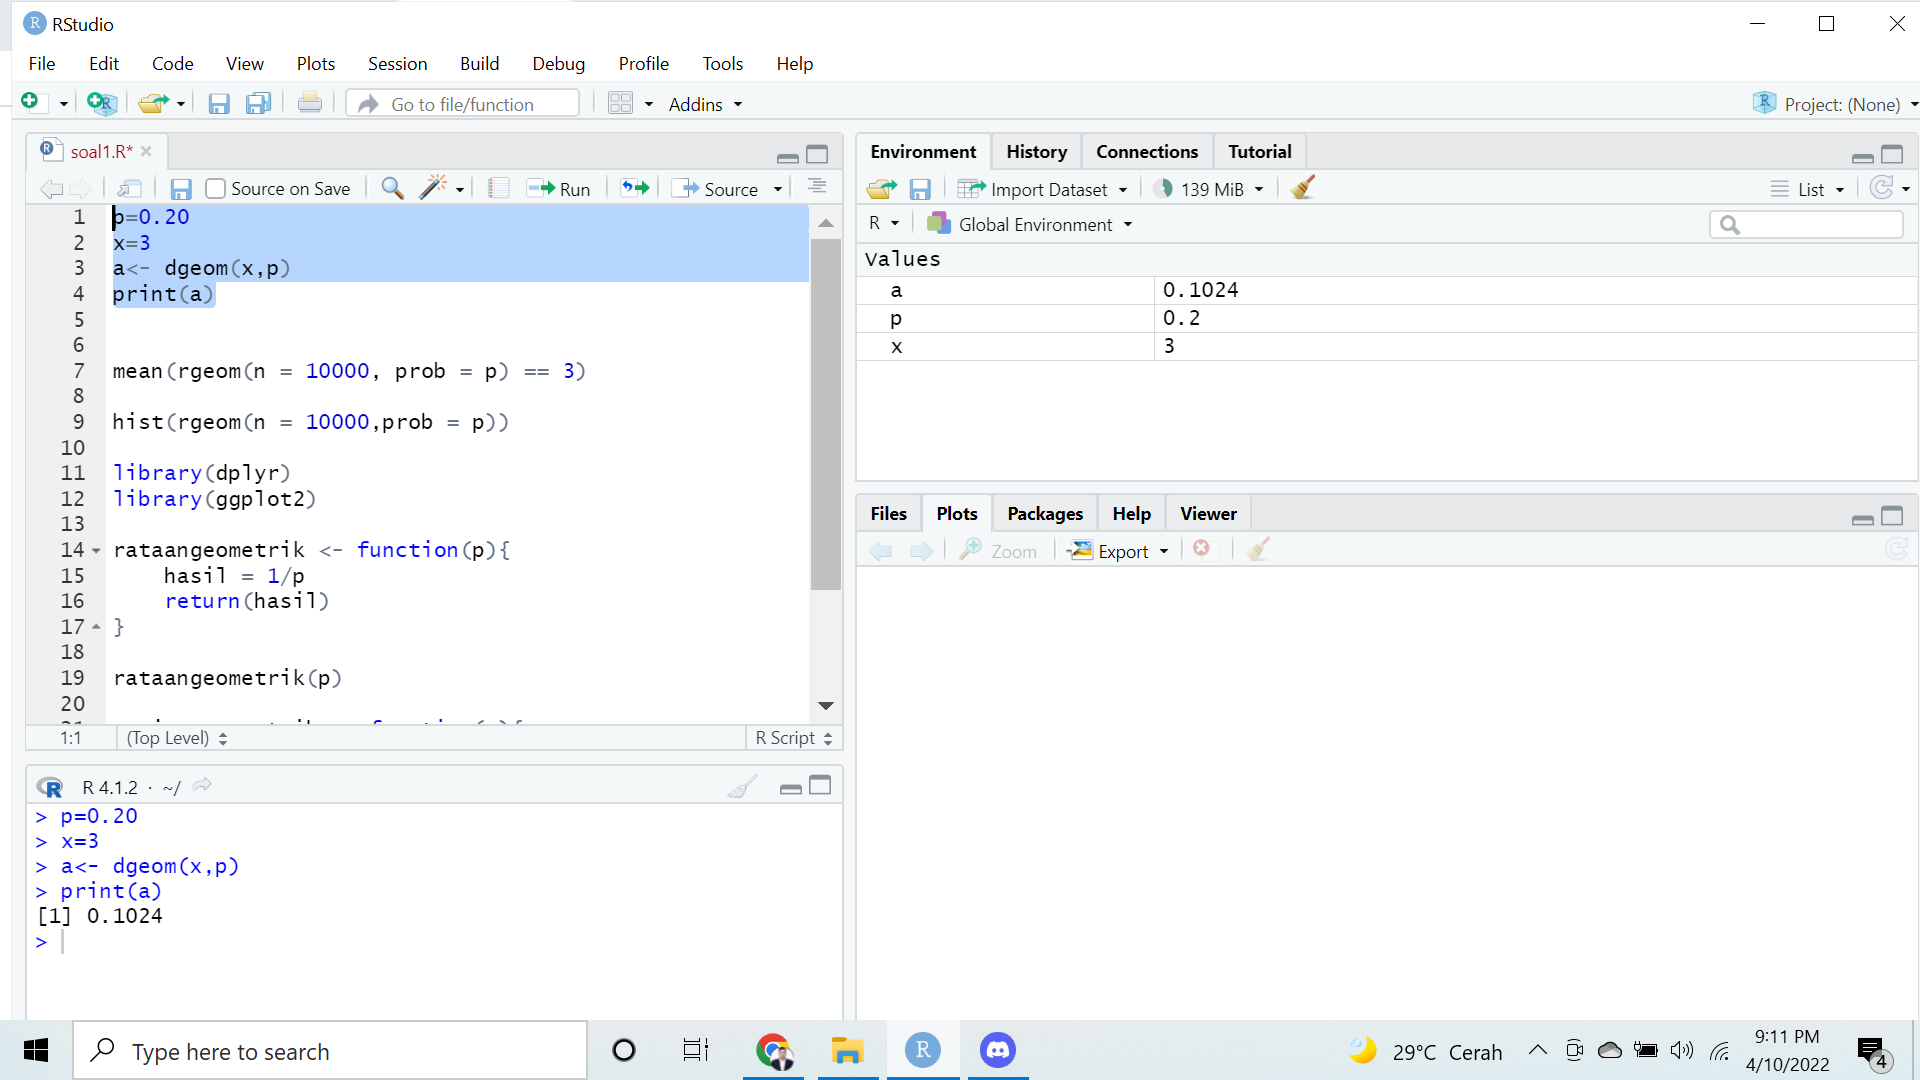 RStudio
File Edit Code View Plots Session Build Debug Profile Tools Help
Go to file/function Addins Project: (None)
soal1.R*
Source on Save Run Source
1 p=0.20
2 x=3
3 a<- dgeom(x,p)
4 print(a)
5
6
7 mean(rgeom(n = 10000, prob = p) == 3)
8
9 hist(rgeom(n = 10000,prob = p))
10
11 library(dplyr)
12 library(ggplot2)
13
14 rataangeometrik <- function(p){
15 hasil = 1/p
16 return(hasil)
17 }
18
19 rataangeometrik(p)
20
1:1 (Top Level) R Script
R 4.1.2 · ~/
> p=0.20
> x=3
> a<- dgeom(x,p)
> print(a)
[1] 0.1024
>
Environment History Connections Tutorial
Import Dataset 139 MiB List
R Global Environment
Values
a 0.1024
p 0.2
x 3
Files Plots Packages Help Viewer
Zoom Export
Type here to search
29°C Cerah
9:11 PM
4/10/2022
4